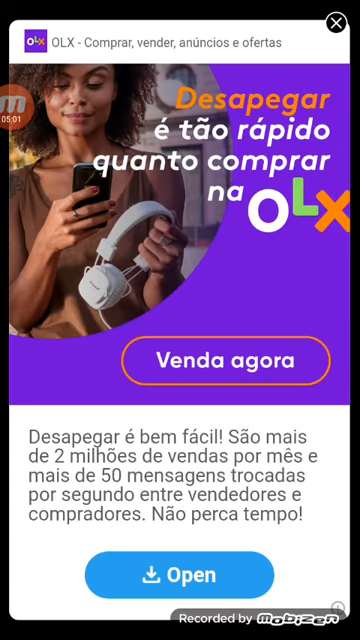 OLX OLX - Comprar, vender, anúncios e ofertas
05:01
Desapegar
é tão rápido
quanto comprar
na OLX
Venda agora
Desapegar é bem fácil! São mais
de 2 milhões de vendas por mês e
mais de 50 mensagens trocadas
por segundo entre vendedores e
compradores. Não perca tempo!
Open
Recorded by mobizen